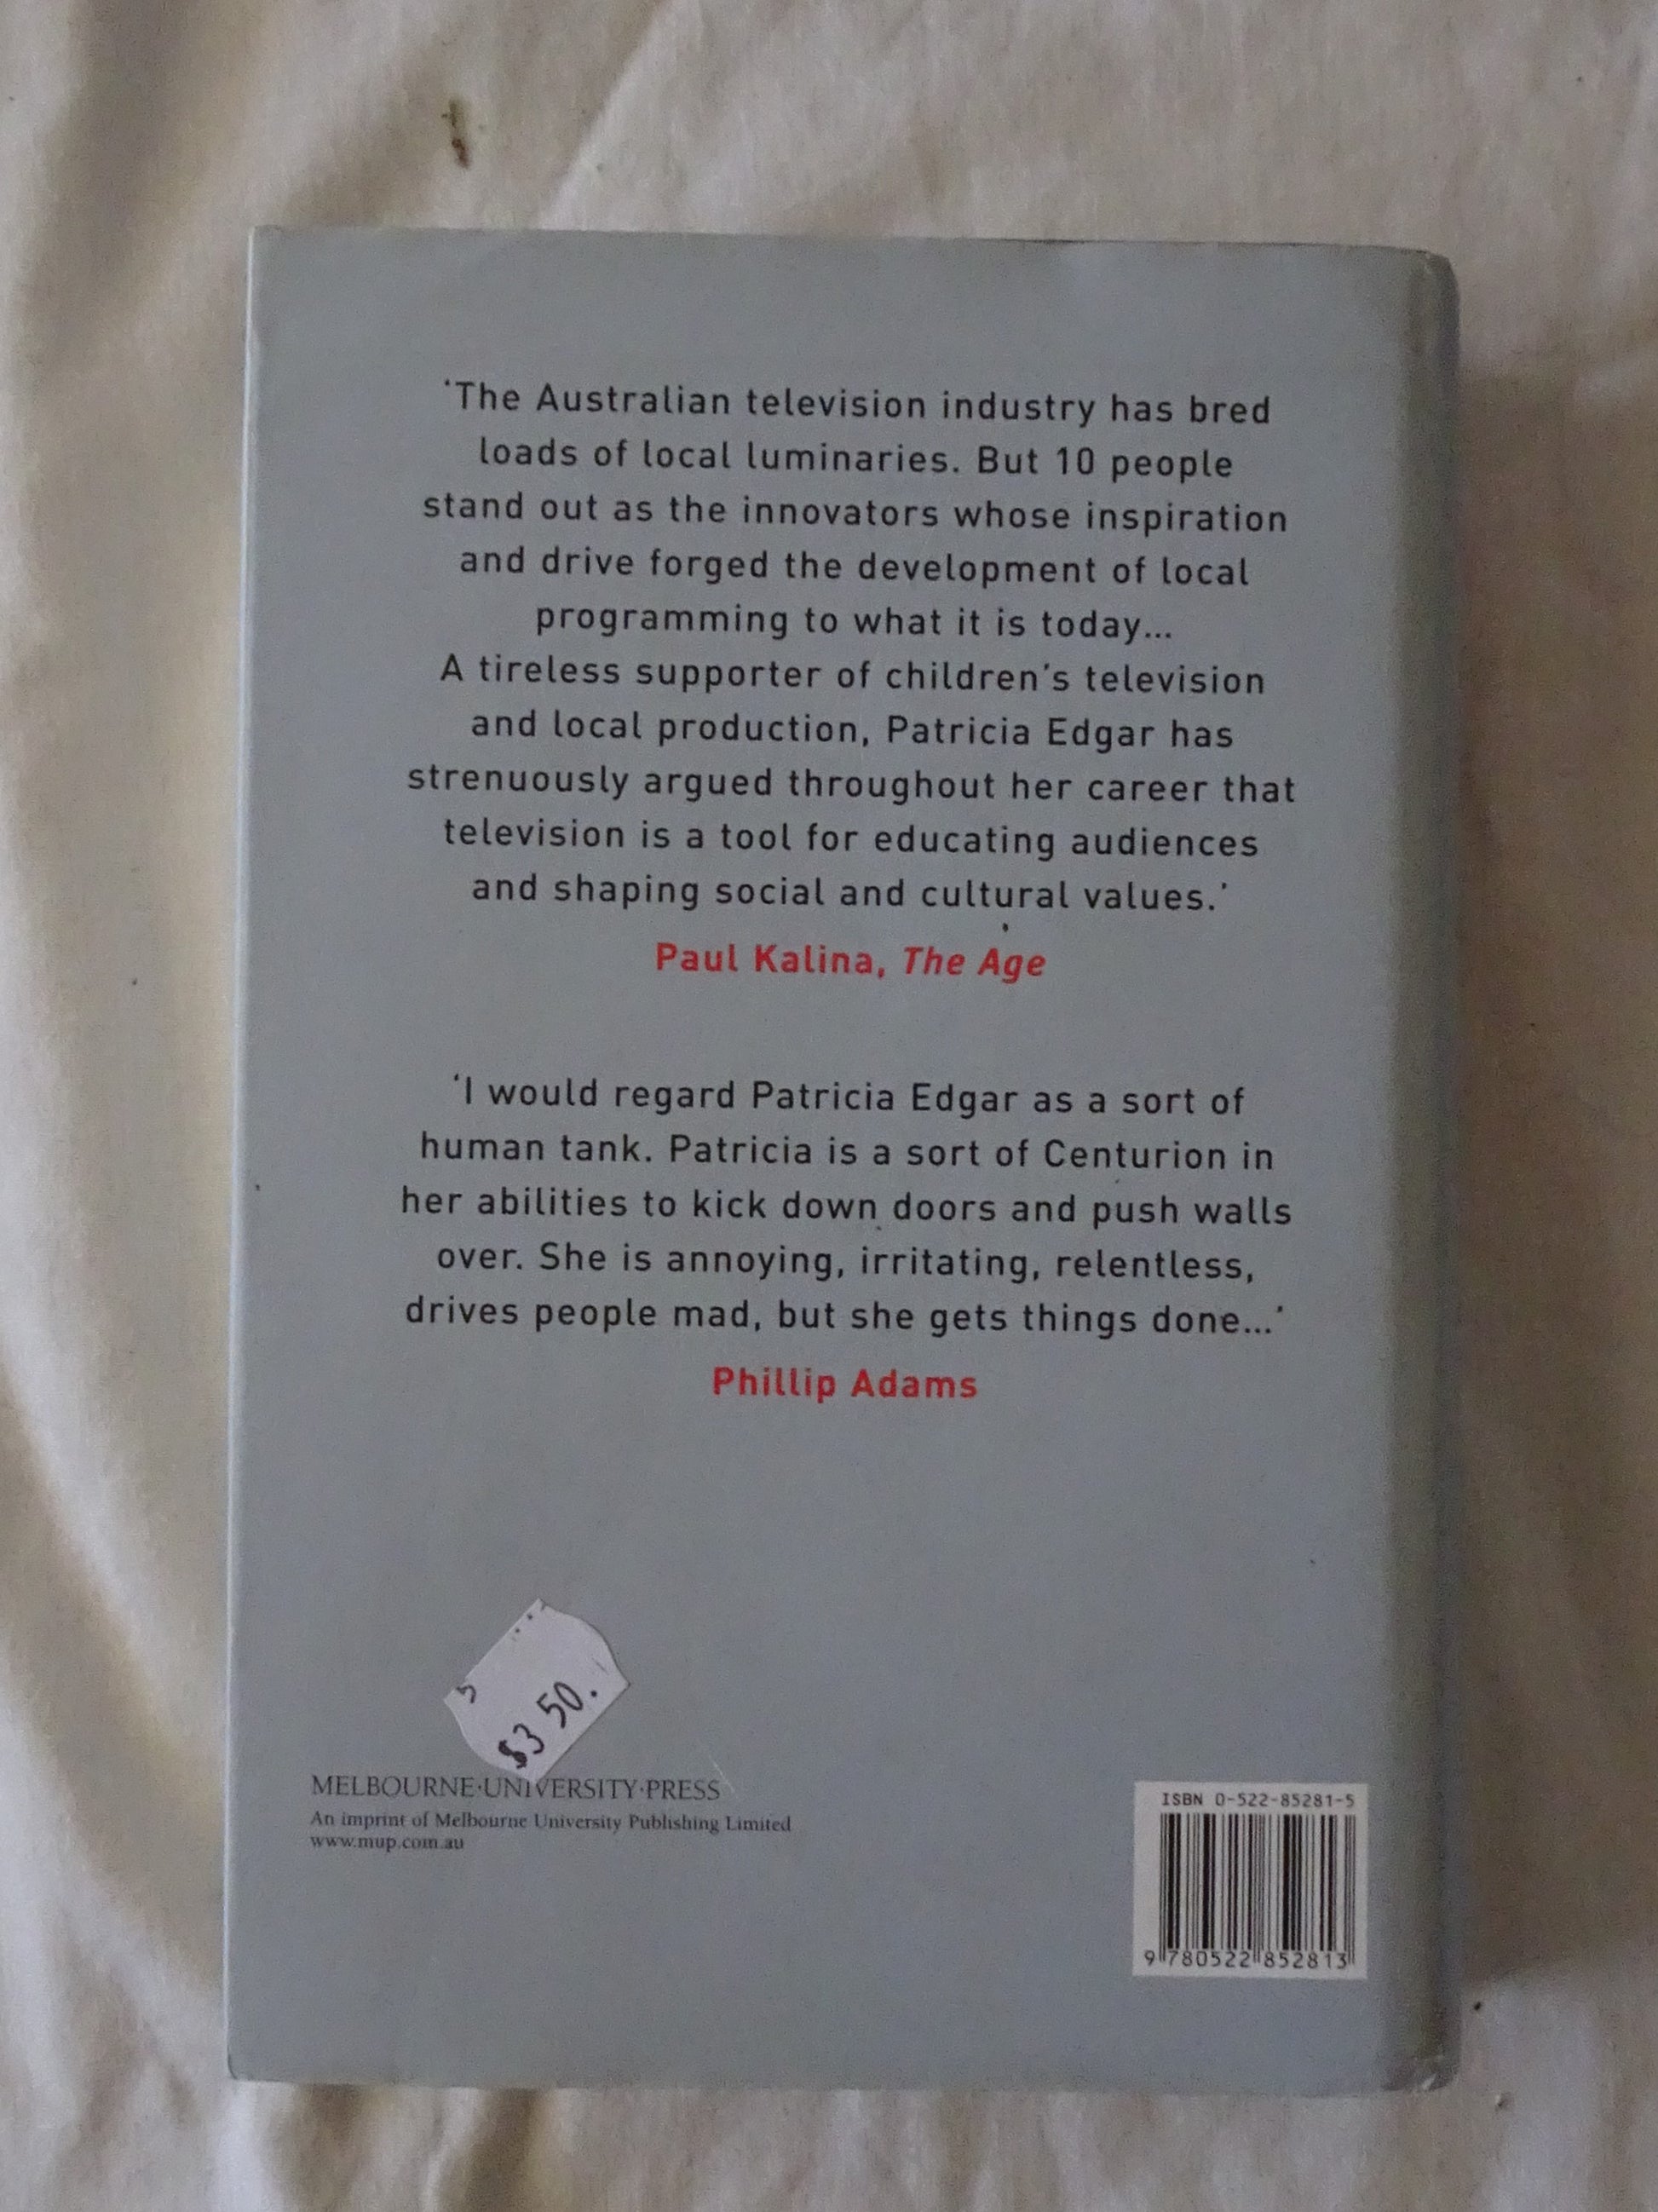 ‘The Australian television industry has bred
loads of local luminaries. But 10 people
stand out as the innovators whose inspiration
and drive forged the development of local
programming to what it is today...
A tireless supporter of children’s television
and local production, Patricia Edgar has
strenuously argued throughout her career that
television is a tool for educating audiences
and shaping social and cultural values.’
Paul Kalina, The Age
‘I would regard Patricia Edgar as a sort of
human tank. Patricia is a sort of Centurion in
her abilities to kick down doors and push walls
over. She is annoying, irritating, relentless,
drives people mad, but she gets things done...’
Phillip Adams
$3 50.
MELBOURNE·UNIVERSITY·PRESS
An imprint of Melbourne University Publishing Limited
www.mup.com.au
ISBN 0-522-85281-5
9 780522 852813